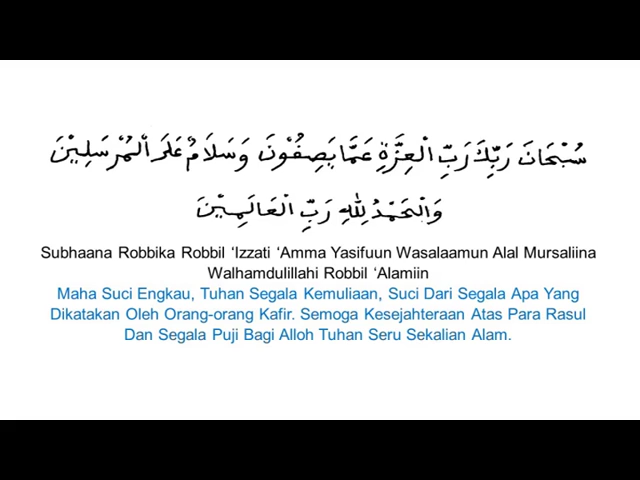 سُبْحَانَ رَبِّكَ رَبِّ الْعِزَّةِ عَمَّا يَصِفُوْنَ وَسَلَامٌ عَلَى الْمُرْسَلِيْنَ
وَالْحَمْدُ لِلّٰهِ رَبِّ الْعَالَمِيْنَ
Subhaana Robbika Robbil ‘Izzati ‘Amma Yasifuun Wasalaamun Alal Mursaliina
Walhamdulillahi Robbil ‘Alamiin
Maha Suci Engkau, Tuhan Segala Kemuliaan, Suci Dari Segala Apa Yang
Dikatakan Oleh Orang-orang Kafir. Semoga Kesejahteraan Atas Para Rasul
Dan Segala Puji Bagi Alloh Tuhan Seru Sekalian Alam.